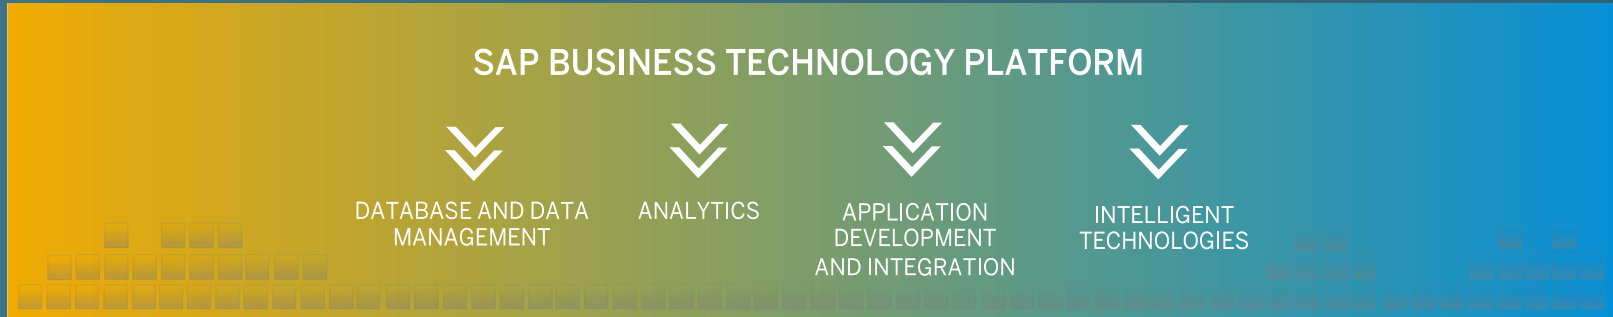 SAP BUSINESS TECHNOLOGY PLATFORM
DATABASE AND DATA
MANAGEMENT
ANALYTICS
APPLICATION
DEVELOPMENT
AND INTEGRATION
INTELLIGENT
TECHNOLOGIES